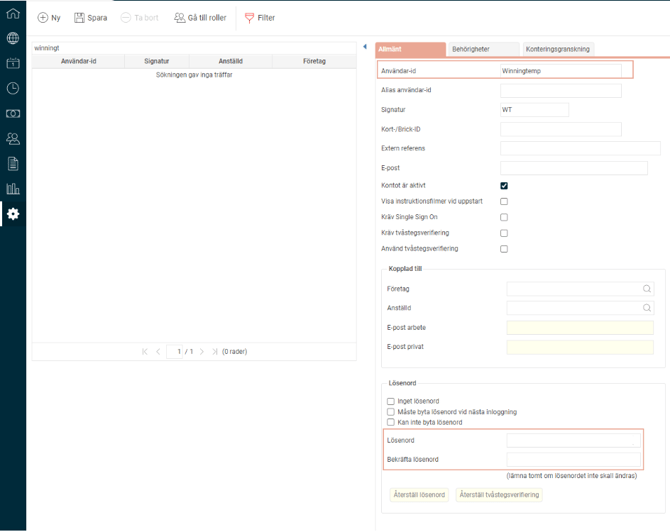 Ny Spara Ta bort Gå till roller Filter
winningt
Användar-id Signatur Anställd Företag
Sökningen gav inga träffar
1 / 1 (0 rader)
Allmänt Behörigheter Konteringsgranskning
Användar-id Winningtemp
Alias användar-id
Signatur WT
Kort-/Brick-ID
Extern referens
E-post
Kontot är aktivt
Visa instruktionsfilmer vid uppstart
Kräv Single Sign On
Kräv tvåstegsverifiering
Använd tvåstegsverifiering
Kopplad till
Företag
Anställd
E-post arbete
E-post privat
Lösenord
Inget lösenord
Måste byta lösenord vid nästa inloggning
Kan inte byta lösenord
Lösenord
Bekräfta lösenord
(lämna tomt om lösenordet inte skall ändras)
Återställ lösenord Återställ tvåstegsverifiering